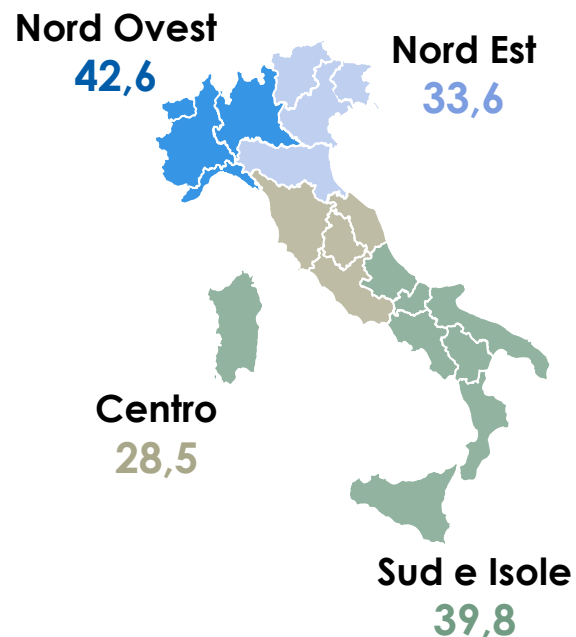 Nord Ovest
42,6
Nord Est
33,6
Centro
28,5
Sud e Isole
39,8